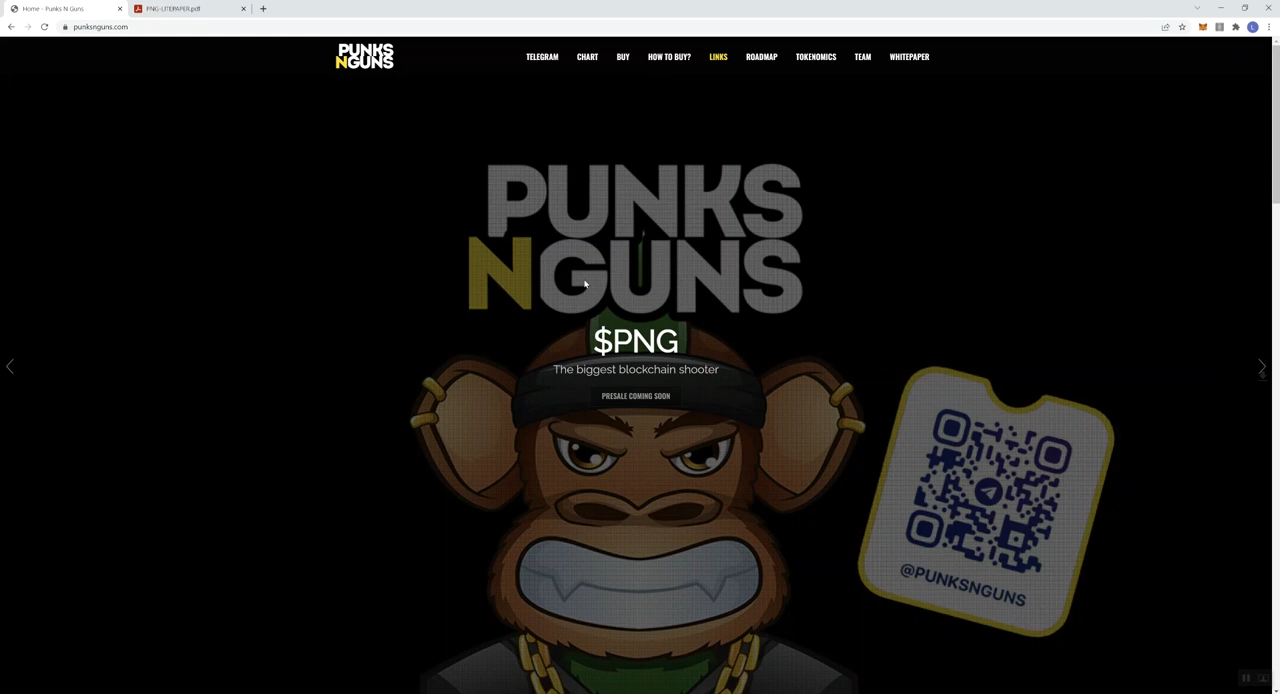 Home - Punks N Guns
PNG-LITEPAPER.pdf
punksnguns.com
L
PUNKS
NGUNS
TELEGRAM
CHART
BUY
HOW TO BUY?
LINKS
ROADMAP
TOKENOMICS
TEAM
WHITEPAPER
PUNKS
NGUNS
$PNG
The biggest blockchain shooter
PRESALE COMING SOON
@PUNKSNGUNS